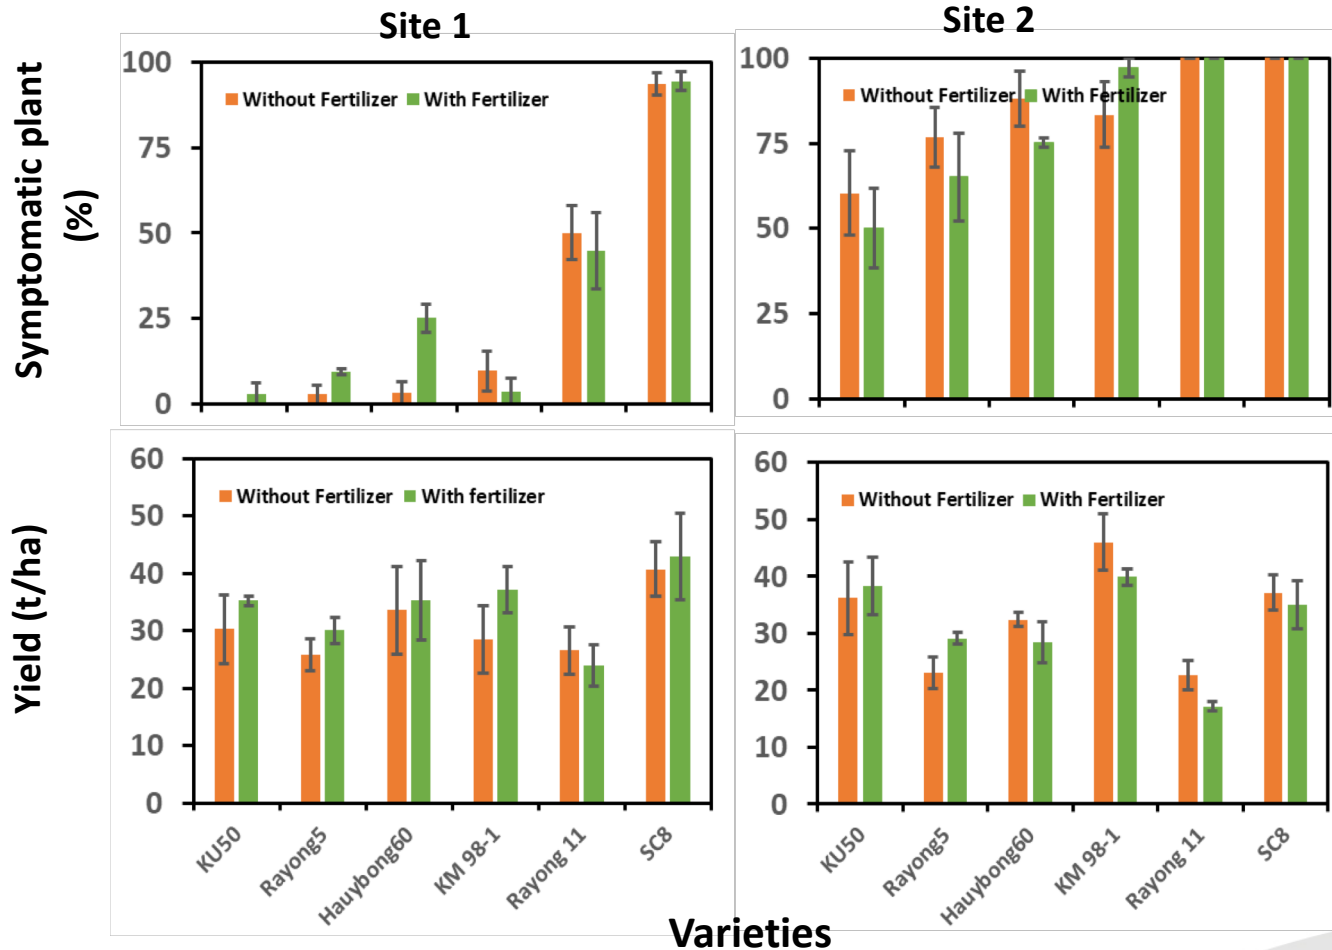 Site 1
Site 2
Symptomatic plant
(%)
100
75
50
25
0
Without Fertilizer With Fertilizer
100
75
50
25
0
Without Fertilizer With Fertilizer
Yield (t/ha)
60
50
40
30
20
10
0
Without Fertilizer With fertilizer
KU50
Rayong5
Hauybong60
KM 98-1
Rayong 11
SC8
60
50
40
30
20
10
0
Without Fertilizer With Fertilizer
KU50
Rayong5
Hauybong60
KM 98-1
Rayong 11
SC8
Varieties